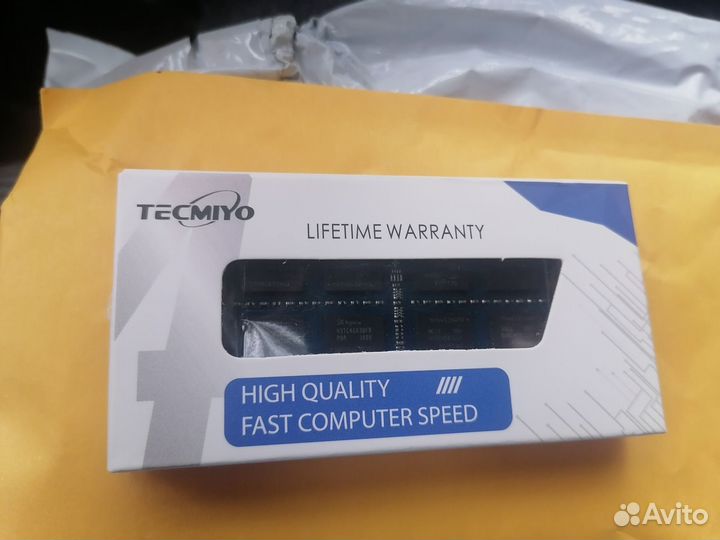 TECMIYO
LIFETIME WARRANTY
HIGH QUALITY
FAST COMPUTER SPEED
Avito